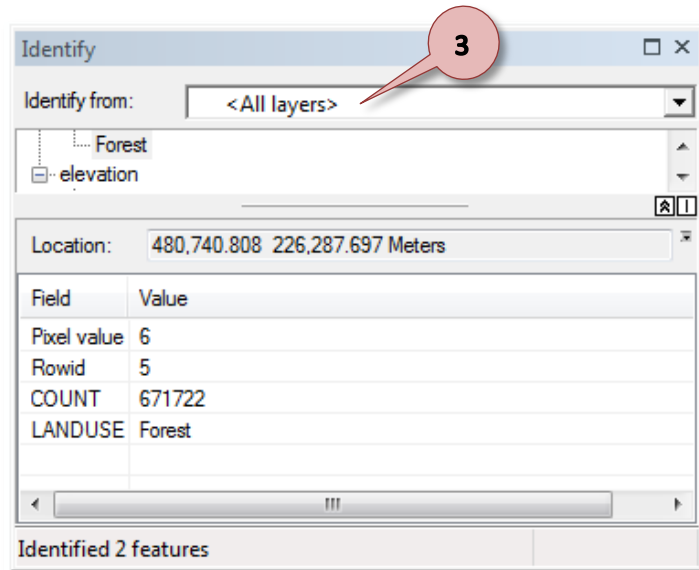 Identify
3
Identify from: <All layers>
Forest
elevation
Location: 480,740.808 226,287.697 Meters
Field Value
Pixel value 6
Rowid 5
COUNT 671722
LANDUSE Forest
Identified 2 features